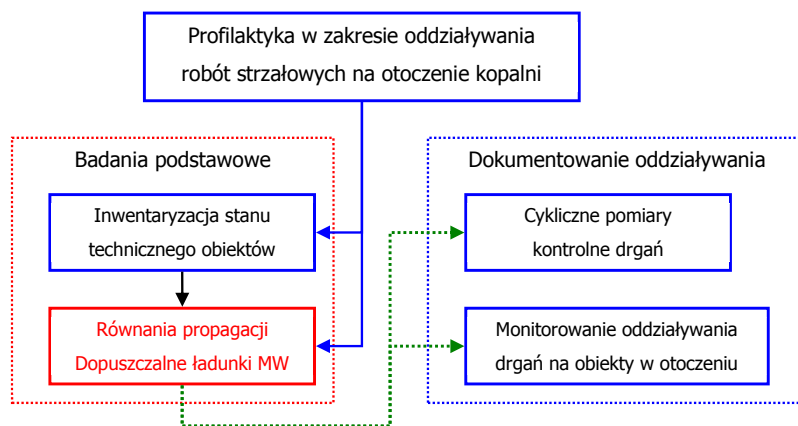 Profilaktyka w zakresie oddziaływania
robót strzałowych na otoczenie kopalni
Badania podstawowe
Inwentaryzacja stanu
technicznego obiektów
Równania propagacji
Dopuszczalne ładunki MW
Dokumentowanie oddziaływania
Cykliczne pomiary
kontrolne drgań
Monitorowanie oddziaływania
drgań na obiekty w otoczeniu